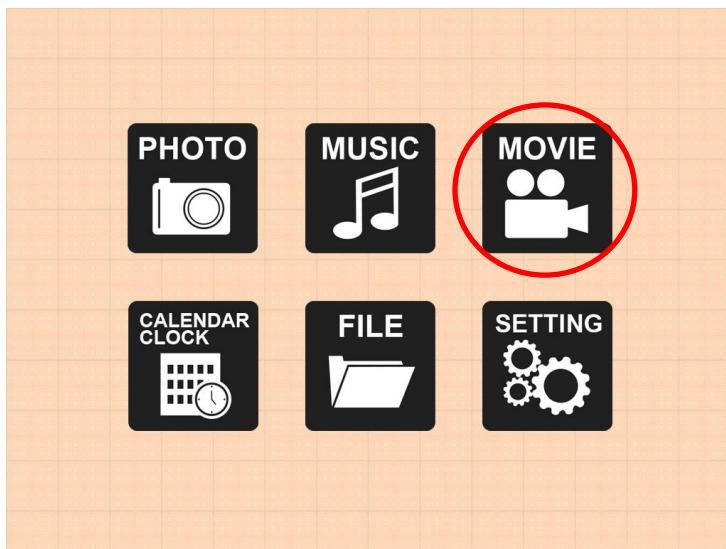 PHOTO
MUSIC
MOVIE
CALENDAR
CLOCK
FILE
SETTING